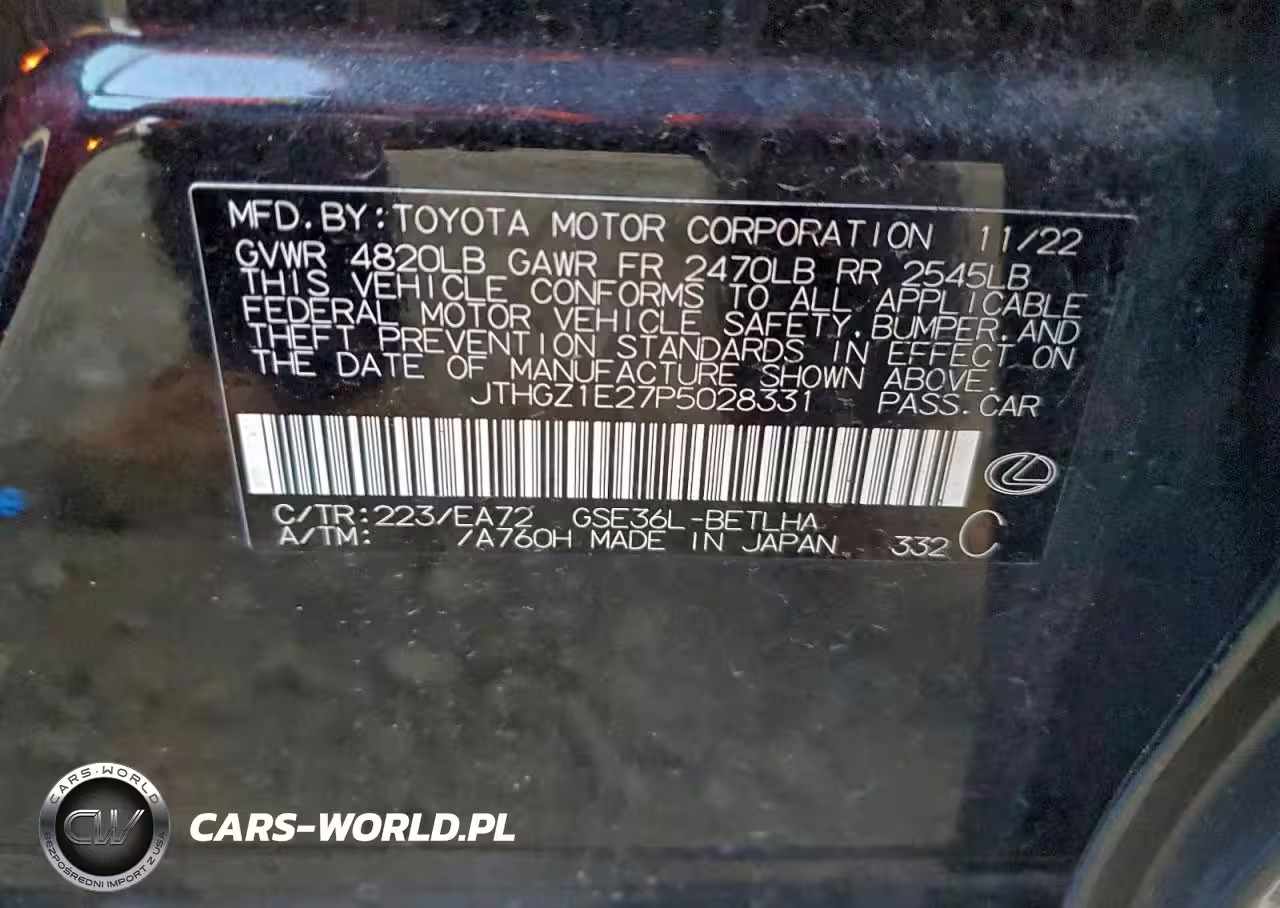 MFD.BY:TOYOTA MOTOR CORPORATION 11/22
GVWR 4820LB GAWR FR 2470LB RR 2545LB
THIS VEHICLE CONFORMS TO ALL APPLICABLE
FEDERAL MOTOR VEHICLE SAFETY, BUMPER, AND
THEFT PREVENTION STANDARDS IN EFFECT ON
THE DATE OF MANUFACTURE SHOWN ABOVE.
JTHGZ1E27P5028331 PASS.CAR
C/TR:223/EA72 GSE36L-BETLHA
A/TM: /A760H MADE IN JAPAN 332 C
CARS-WORLD
CW
BEZPOŚREDNI IMPORT Z USA
CARS-WORLD.PL